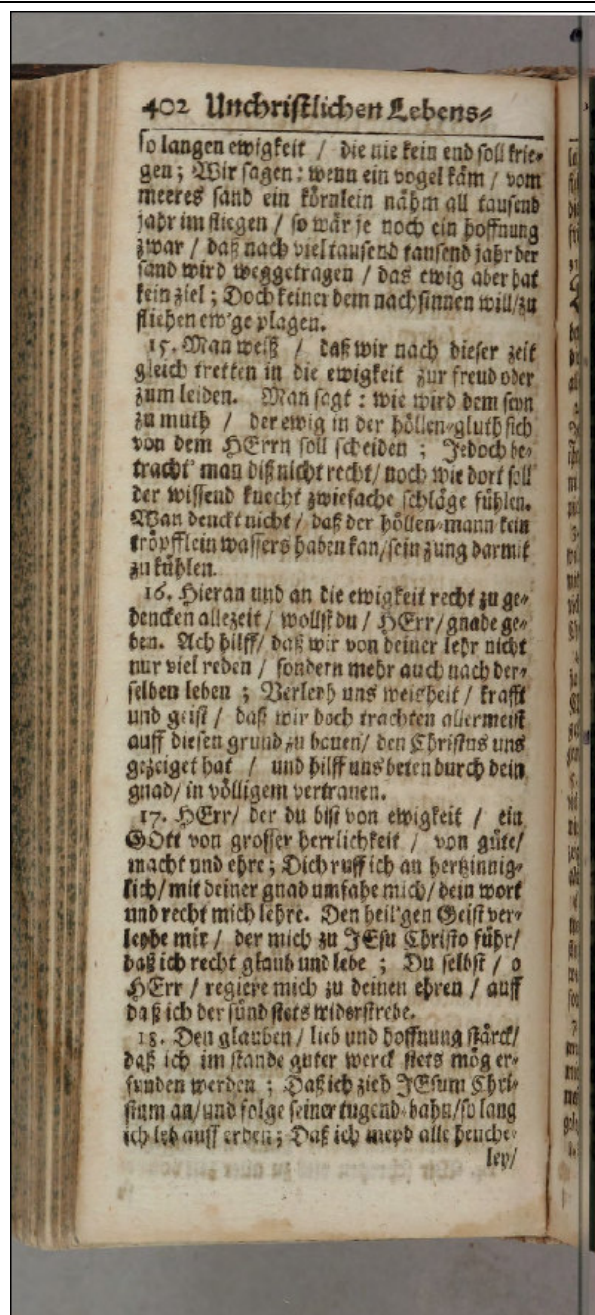 402 Unchristlichen Lebens⸗
so langen ewigkeit / die nie kein end soll krie⸗
gen; Wir sagen: wenn ein vogel käm / vom
meeres sand ein körnlein nähm all tausend
jahr im fliegen / so wär je noch ein hoffnung
zwar / daß nach viel tausend tausend jahr der
sand wird weggetragen / das ewig aber hat
kein ziel; Doch keiner dem nachsinnen will/zu
fliehen ew'ge plagen.
15. Man weiß / daß wir nach dieser zeit
gleich tretten in die ewigkeit zur freud oder
zum leiden. Man sagt: wie wird dem seyn
zu muth / der ewig in der höllen⸗gluth sich
von dem HErrn soll scheiden; Jedoch be⸗
tracht' man diß nicht recht/ noch wie dort soll
der wissend knecht zwiefache schläge fühlen.
Man denckt nicht / daß der höllen⸗mann kein
tröpfflein wassers haben kan/sein zung darmit
zu kühlen.
16. Hieran und an die ewigkeit recht zu ge⸗
dencken allezeit / wollst du / HErr/ gnade ge⸗
ben. Ach hilff/ daß wir von deiner lehr nicht
nur viel reden / sondern mehr auch nach der⸗
selben leben; Verleyh uns weisheit / krafft
und geist / daß wir doch trachten allermeist
auff diesen grund zu bauen/ den Christus uns
gezeiget hat / und hilff uns beten durch dein
gnad/ in völligem vertrauen.
17. HErr/ der du bist von ewigkeit / ein
GOtt von grosser herrlichkeit / von güte/
macht und ehre; Dich ruff ich an hertzinnig⸗
lich/ mit deiner gnad umfahe mich/ dein wort
und recht mich lehre. Den heil'gen Geist ver⸗
leyhe mir / der mich zu JEsu Christo führ/
daß ich recht glaub und lebe; Du selbst / o
HErr / regiere mich zu deinen ehren / auff
daß ich der sünd stets widerstrebe.
18. Den glauben / lieb und hoffnung stärck/
daß ich im stande guter werck stets mög er⸗
funden werden; Daß ich zieh JEsum Chri⸗
stum an/und folge seiner tugend⸗bahn/so lang
ich leb auff erden; Daß ich meyd alle heuche⸗
ley/